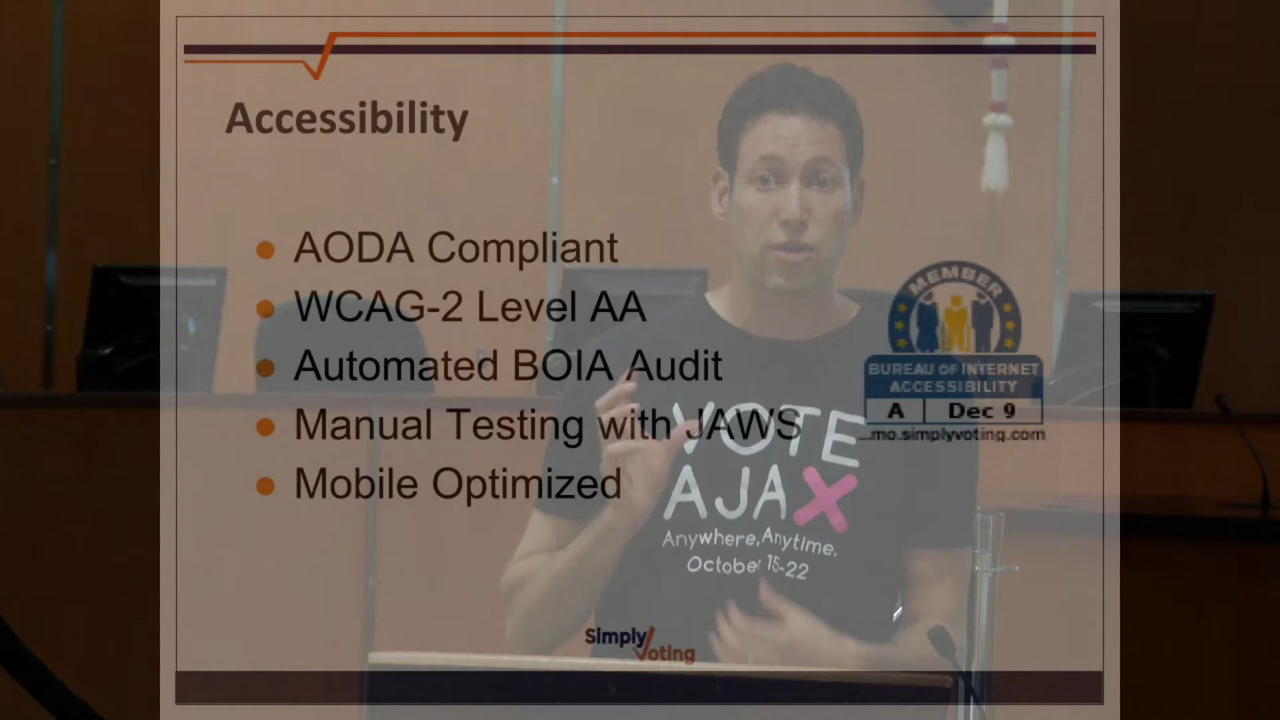 Accessibility
AODA Compliant
WCAG-2 Level AA
Automated BOIA Audit
Manual Testing with JAWS
Mobile Optimized
MEMBER
BUREAU OF INTERNET
ACCESSIBILITY
A Dec 9
...mo.simplyvoting.com
VOTE
AJAX
Anywhere, Anytime.
October 15-22
Simply
Voting